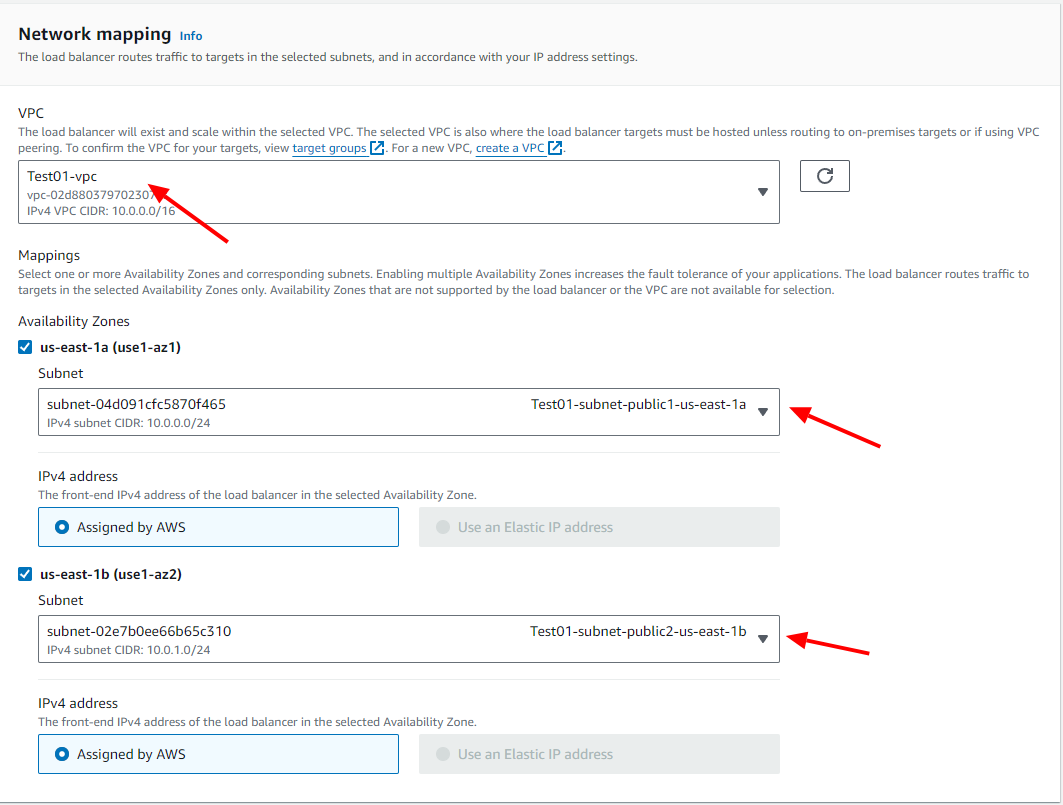 Network mapping Info
The load balancer routes traffic to targets in the selected subnets, and in accordance with your IP address settings.
VPC
The load balancer will exist and scale within the selected VPC. The selected VPC is also where the load balancer targets must be hosted unless routing to on-premises targets or if using VPC
peering. To confirm the VPC for your targets, view target groups. For a new VPC, create a VPC.
Test01-vpc
vpc-02d880379702307
IPv4 VPC CIDR: 10.0.0.0/16
Mappings
Select one or more Availability Zones and corresponding subnets. Enabling multiple Availability Zones increases the fault tolerance of your applications. The load balancer routes traffic to
targets in the selected Availability Zones only. Availability Zones that are not supported by the load balancer or the VPC are not available for selection.
Availability Zones
us-east-1a (use1-az1)
Subnet
subnet-04d091cfc5870f465 Test01-subnet-public1-us-east-1a
IPv4 subnet CIDR: 10.0.0.0/24
IPv4 address
The front-end IPv4 address of the load balancer in the selected Availability Zone.
Assigned by AWS Use an Elastic IP address
us-east-1b (use1-az2)
Subnet
subnet-02e7b0ee66b65c310 Test01-subnet-public2-us-east-1b
IPv4 subnet CIDR: 10.0.1.0/24
IPv4 address
The front-end IPv4 address of the load balancer in the selected Availability Zone.
Assigned by AWS Use an Elastic IP address